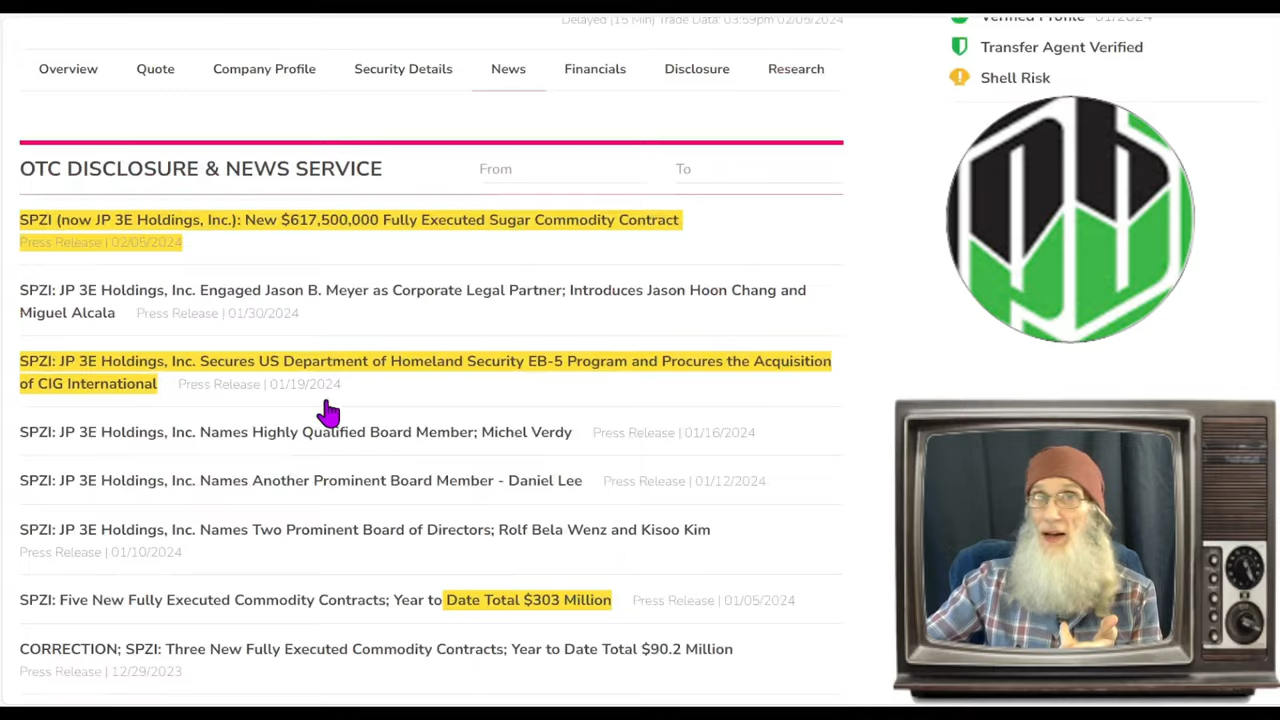 Delayed (15 Min) Trade Data: 03:59pm 02/05/2024
Verified Profile 01/2024
Transfer Agent Verified
Shell Risk
Overview Quote Company Profile Security Details News Financials Disclosure Research
OTC DISCLOSURE & NEWS SERVICE From To
SPZI (now JP 3E Holdings, Inc.): New $617,500,000 Fully Executed Sugar Commodity Contract
Press Release | 02/05/2024
SPZI: JP 3E Holdings, Inc. Engaged Jason B. Meyer as Corporate Legal Partner; Introduces Jason Hoon Chang and
Miguel Alcala Press Release | 01/30/2024
SPZI: JP 3E Holdings, Inc. Secures US Department of Homeland Security EB-5 Program and Procures the Acquisition
of CIG International Press Release | 01/19/2024
SPZI: JP 3E Holdings, Inc. Names Highly Qualified Board Member; Michel Verdy Press Release | 01/16/2024
SPZI: JP 3E Holdings, Inc. Names Another Prominent Board Member - Daniel Lee Press Release | 01/12/2024
SPZI: JP 3E Holdings, Inc. Names Two Prominent Board of Directors; Rolf Bela Wenz and Kisoo Kim
Press Release | 01/10/2024
SPZI: Five New Fully Executed Commodity Contracts; Year to Date Total $303 Million Press Release | 01/05/2024
CORRECTION; SPZI: Three New Fully Executed Commodity Contracts; Year to Date Total $90.2 Million
Press Release | 12/29/2023